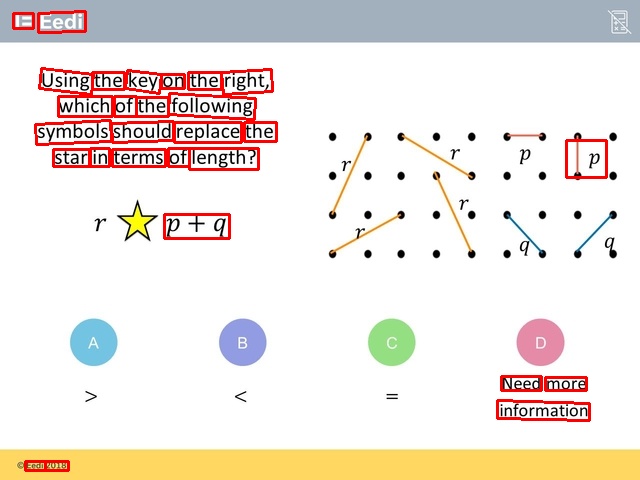 Eedi
Using the key on the right,
which of the following
symbols should replace the
star in terms of length?
r ★ p + q
r r p p
r r q q
A B C D
> < = Need more
information
© Eedi 2018